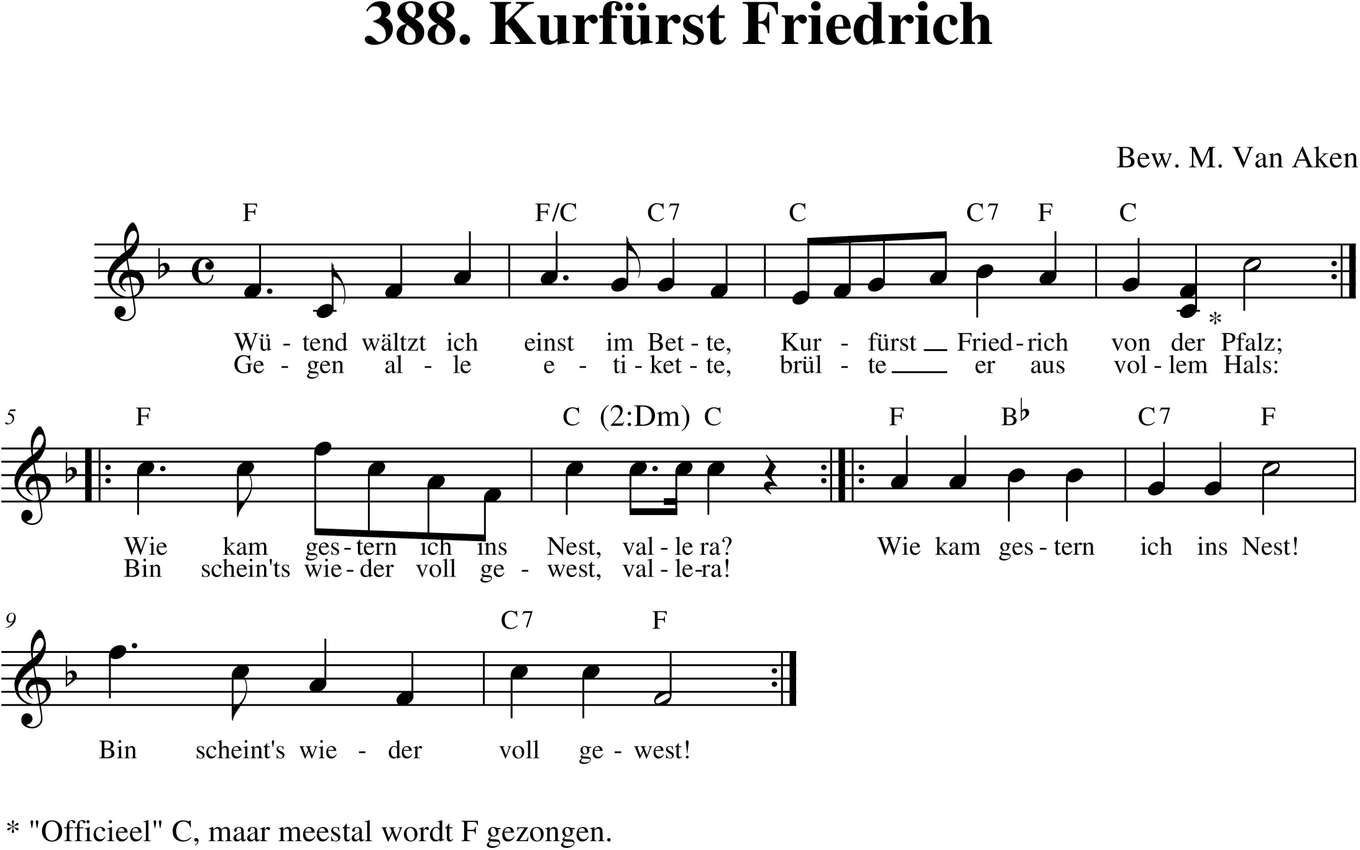 388. Kurfürst Friedrich
Bew. M. Van Aken
F F/C C7 C C7 F C
Wü - tend wältzt ich einst im Bet - te, Kur - fürst Fried - rich von der * Pfalz;
Ge - gen al - le e - ti - ket - te, brül - te er aus vol - lem Hals:
5 F C (2:Dm) C F B♭ C7 F
Wie kam ges - tern ich ins Nest, val - le ra? Wie kam ges - tern ich ins Nest!
Bin schein'ts wie - der voll ge - west, val - le - ra!
9 C7 F
Bin scheint's wie - der voll ge - west!
* "Officieel" C, maar meestal wordt F gezongen.